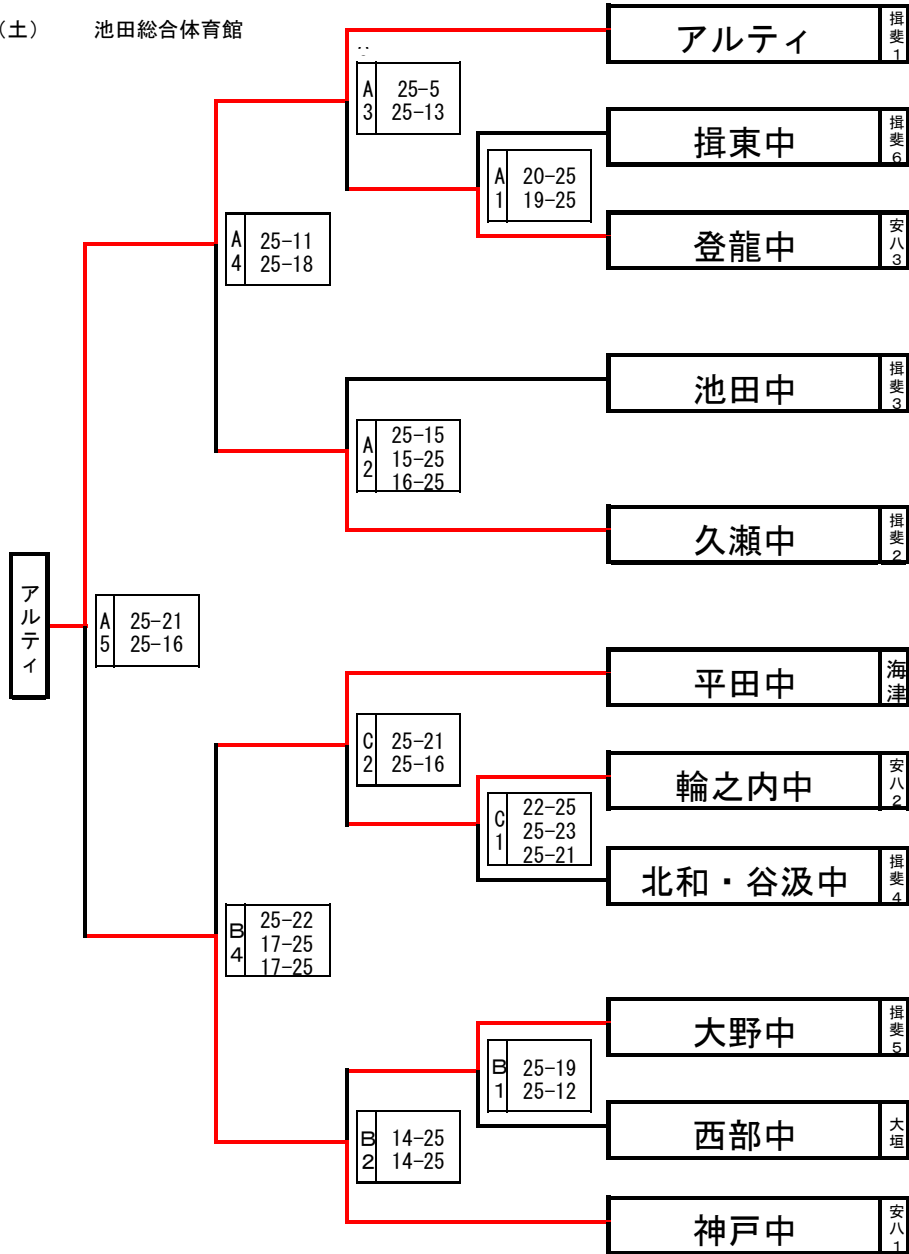 (土)　池田総合体育館
アルティ 揖斐1
A3 25-5
25-13
揖東中 揖斐6
A1 20-25
19-25
登龍中 安八3
A4 25-11
25-18
池田中 揖斐3
A2 25-15
15-25
16-25
久瀬中 揖斐2
アルティ
A5 25-21
25-16
平田中 海津
C2 25-21
25-16
輪之内中 安八2
C1 22-25
25-23
25-21
北和・谷汲中 揖斐4
B4 25-22
17-25
17-25
大野中 揖斐5
B1 25-19
25-12
西部中 大垣
B2 14-25
14-25
神戸中 安八1